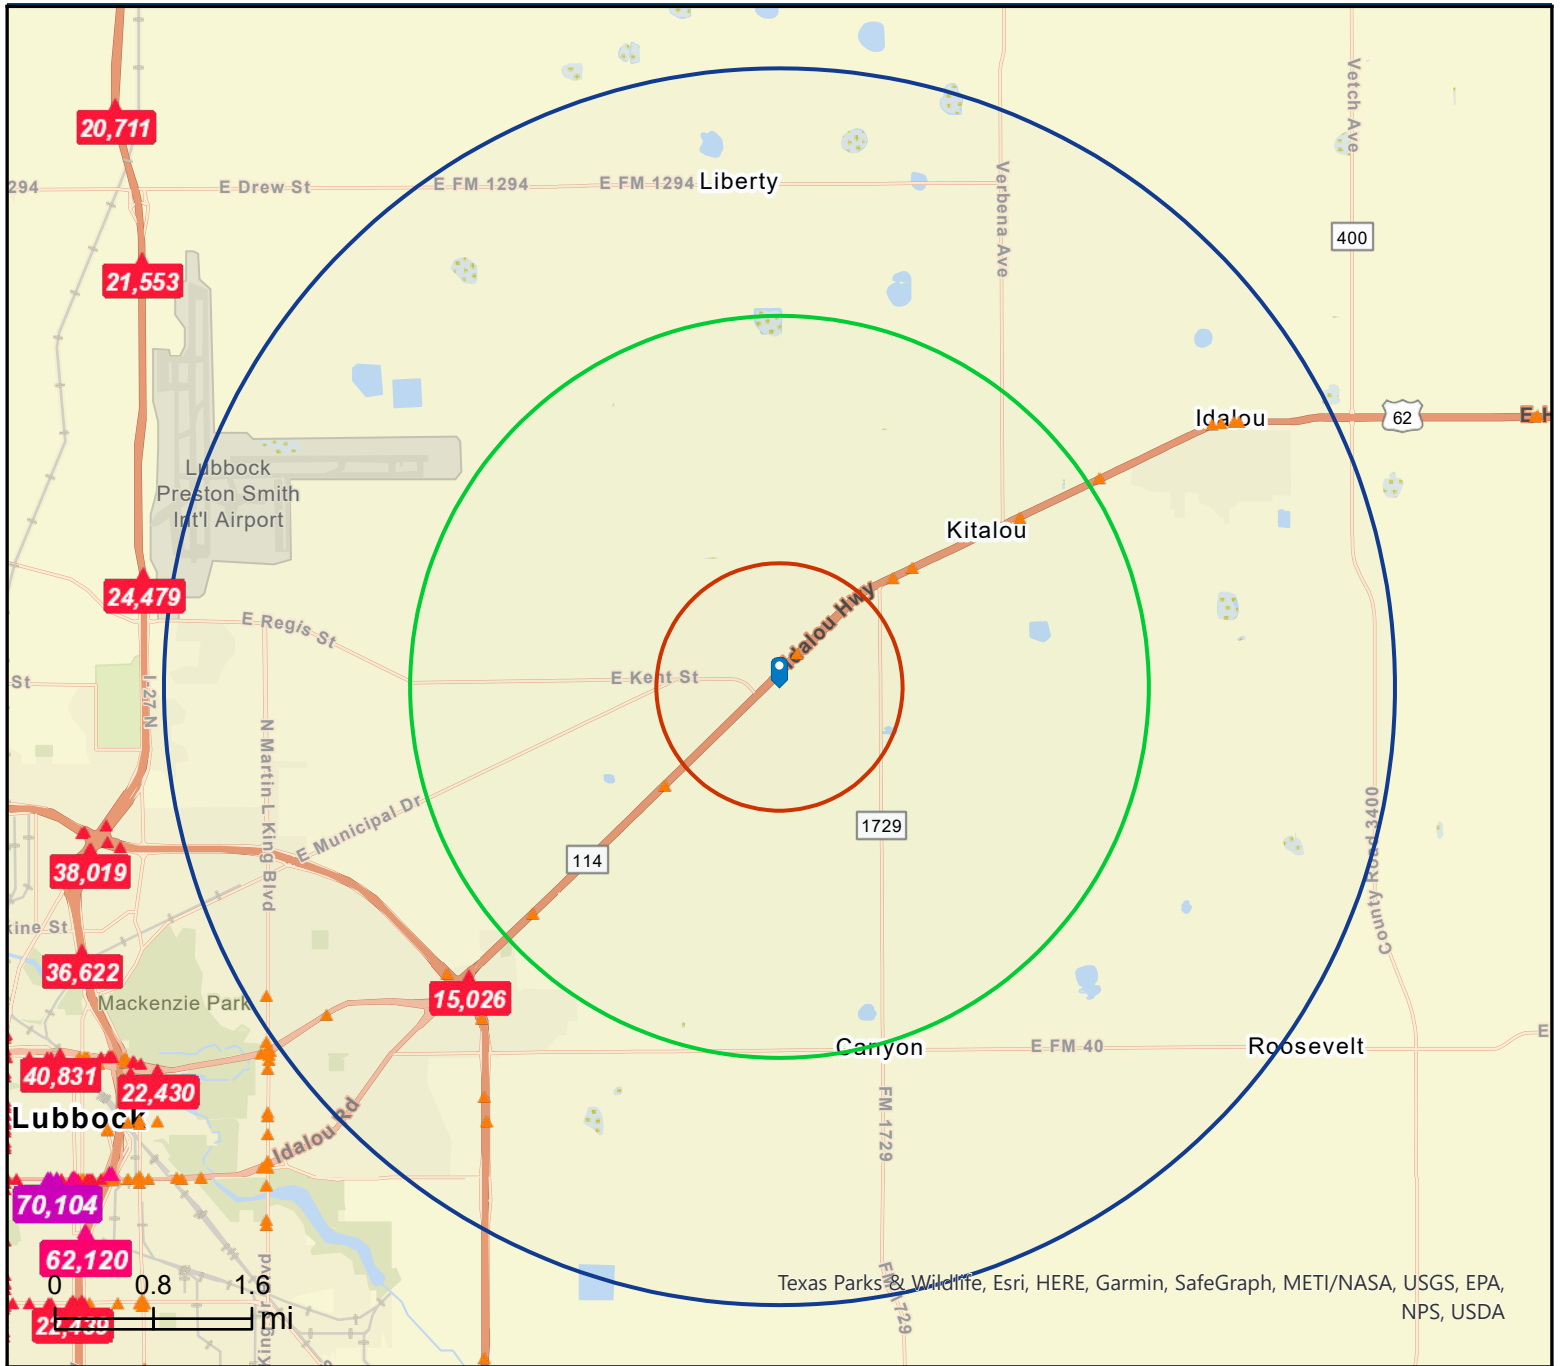 20,711
294
E Drew St
E FM 1294
E FM 1294
Liberty
Verbena Ave
Vetch Ave
400
21,553
Lubbock
Preston Smith
Int'l Airport
Idalou
62
E H
Kitalou
24,479
E Regis St
Idalou Hwy
E Kent St
St
I-27 N
N Martin L King Blvd
E Municipal Dr
1729
114
County Road 3400
38,019
kine St
36,622
Mackenzie Park
15,026
Canyon
E FM 40
Roosevelt
E
40,831
22,430
Lubbock
Idalou Rd
FM 1729
70,104
62,120
FM 1729
0 0.8 1.6
mi
22,439
Texas Parks & Wildlife, Esri, HERE, Garmin, SafeGraph, METI/NASA, USGS, EPA,
NPS, USDA